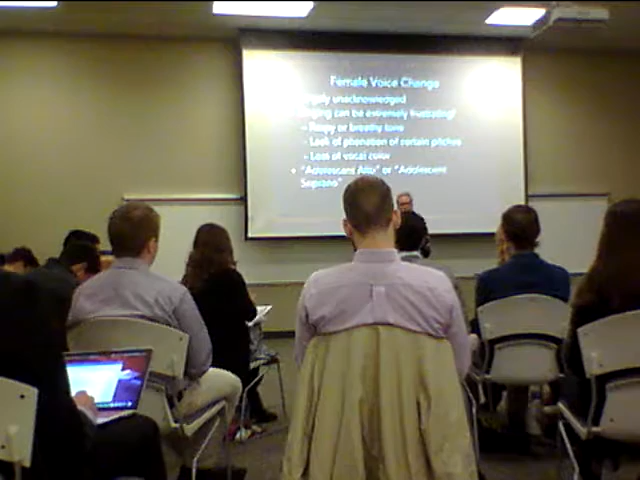 Female Voice Change
unacknowledged
can be extremely frustrating!
- Raspy or breathy tone
- Lack of phonation of certain pitches
- Loss of vocal color
"Adolescent Alto" or "Adolescent
Soprano"